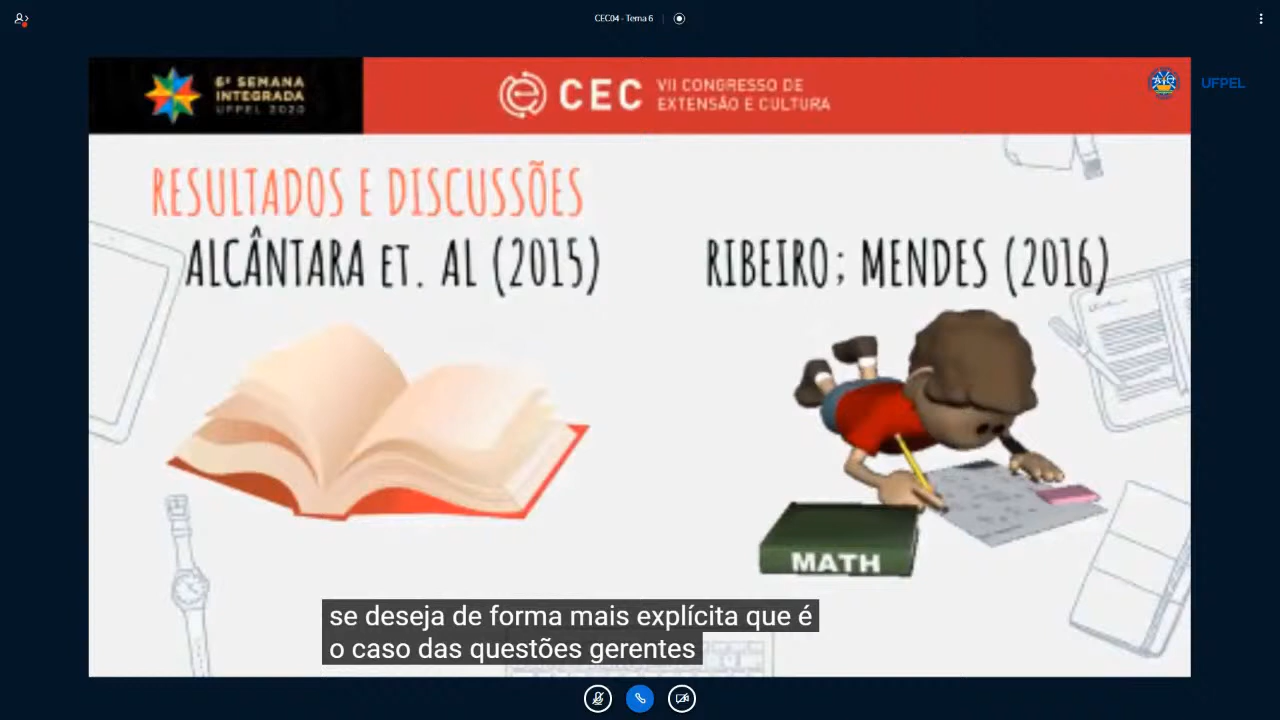 CEC04 - Tema 6
6ª SEMANA
INTEGRADA
UFPEL 2020
CEC
VII CONGRESSO DE
EXTENSÃO E CULTURA
UFPEL
RESULTADOS E DISCUSSÕES
ALCÂNTARA ET. AL (2015)
RIBEIRO; MENDES (2016)
MATH
se deseja de forma mais explícita que é
o caso das questões gerentes